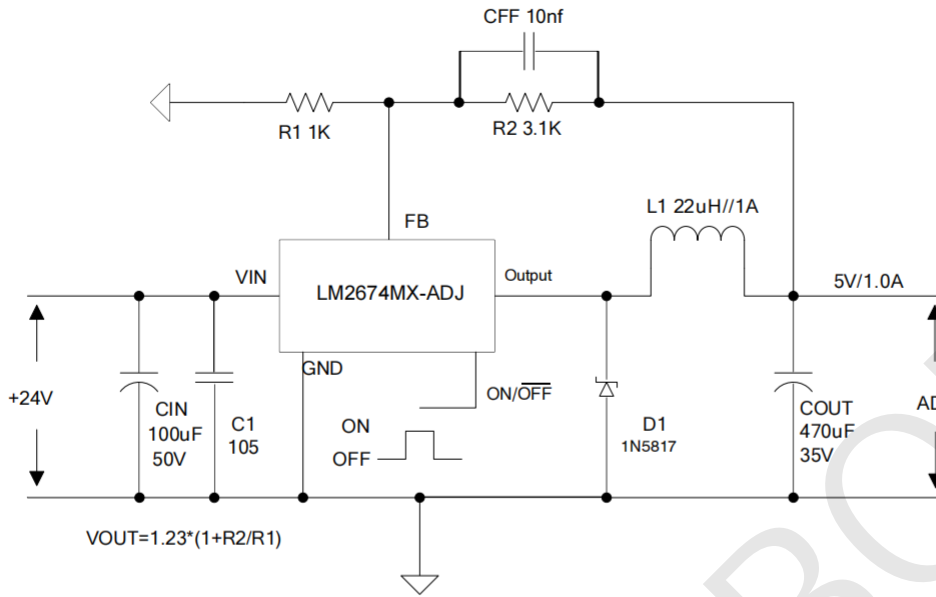 CFF 10nf
R1 1K
R2 3.1K
L1 22uH//1A
FB
VIN
LM2674MX-ADJ
Output
5V/1.0A
GND
ON/OFF
+24V
CIN
100uF
50V
C1
105
ON
OFF
D1
1N5817
COUT
470uF
35V
VOUT=1.23*(1+R2/R1)